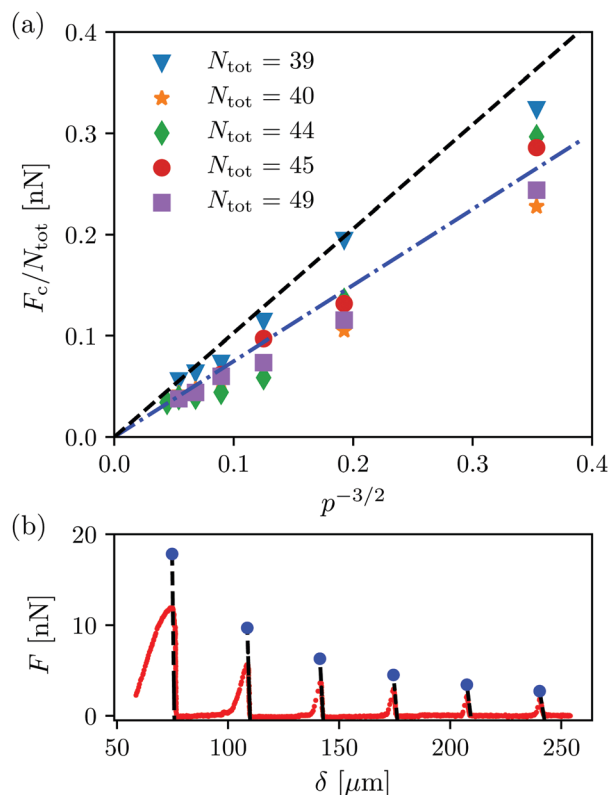 (a)
0.4
0.3
0.2
0.1
0.0
F_c/N_tot [nN]
N_tot = 39
N_tot = 40
N_tot = 44
N_tot = 45
N_tot = 49
0.0 0.1 0.2 0.3 0.4
p^{-3/2}
(b)
20
10
0
F [nN]
50 100 150 200 250
δ [μm]